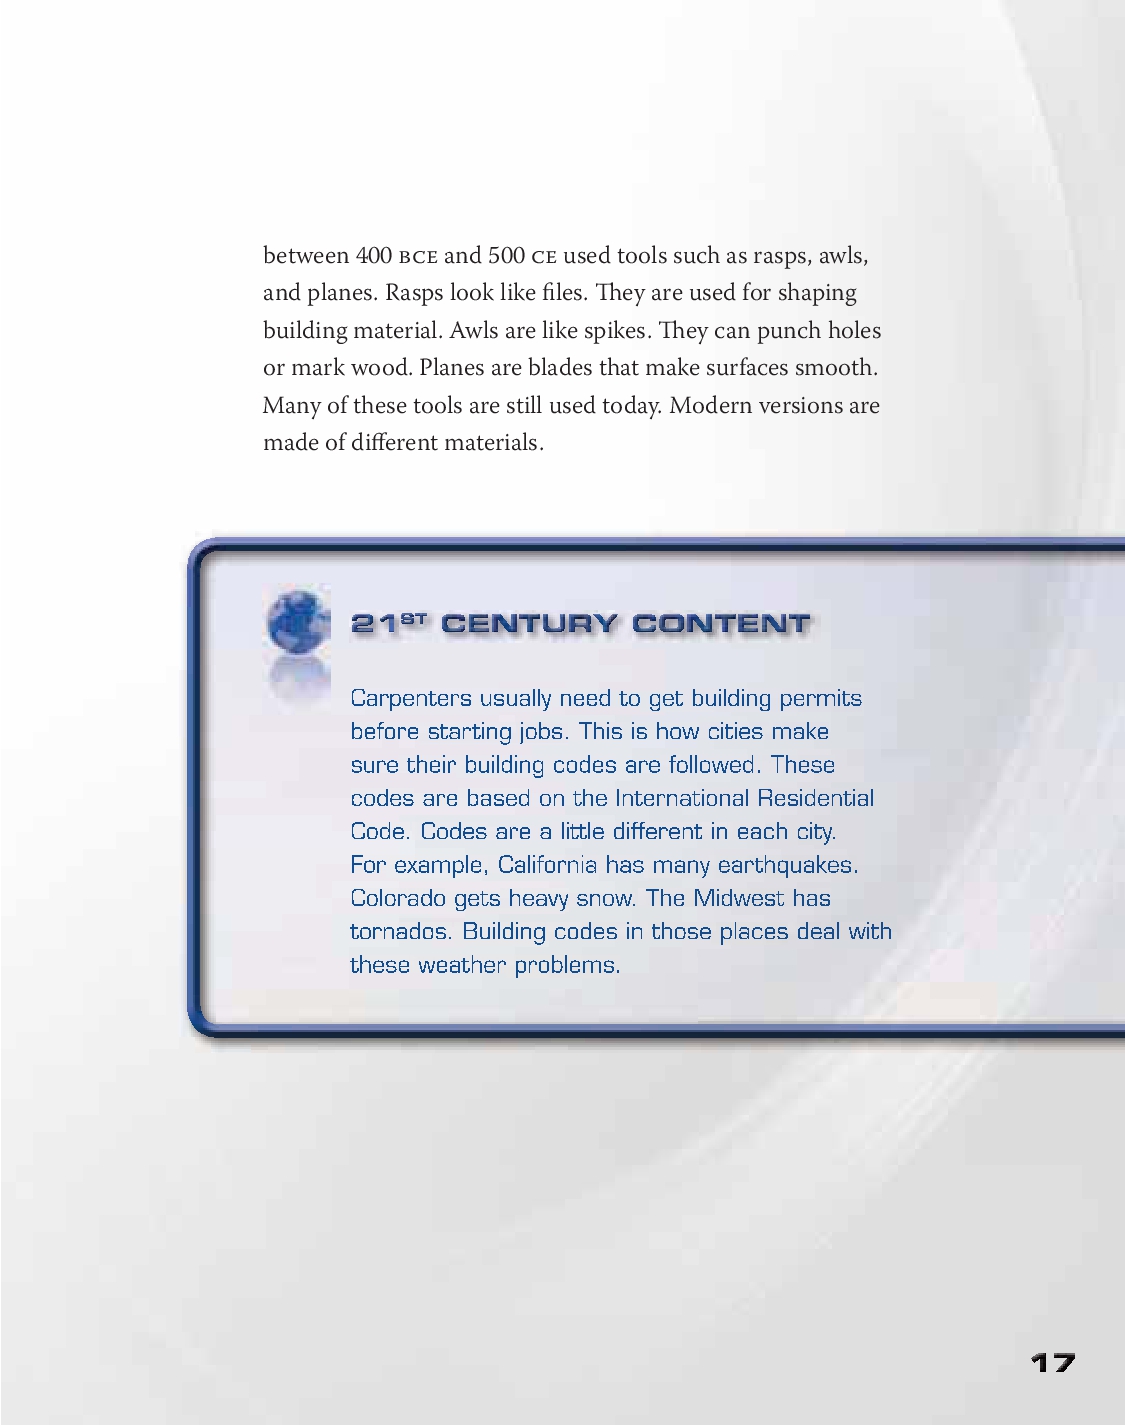 between 400 BCE and 500 CE used tools such as rasps, awls,
and planes. Rasps look like files. They are used for shaping
building material. Awls are like spikes. They can punch holes
or mark wood. Planes are blades that make surfaces smooth.
Many of these tools are still used today. Modern versions are
made of different materials.
21ST CENTURY CONTENT
Carpenters usually need to get building permits
before starting jobs. This is how cities make
sure their building codes are followed. These
codes are based on the International Residential
Code. Codes are a little different in each city.
For example, California has many earthquakes.
Colorado gets heavy snow. The Midwest has
tornados. Building codes in those places deal with
these weather problems.
17